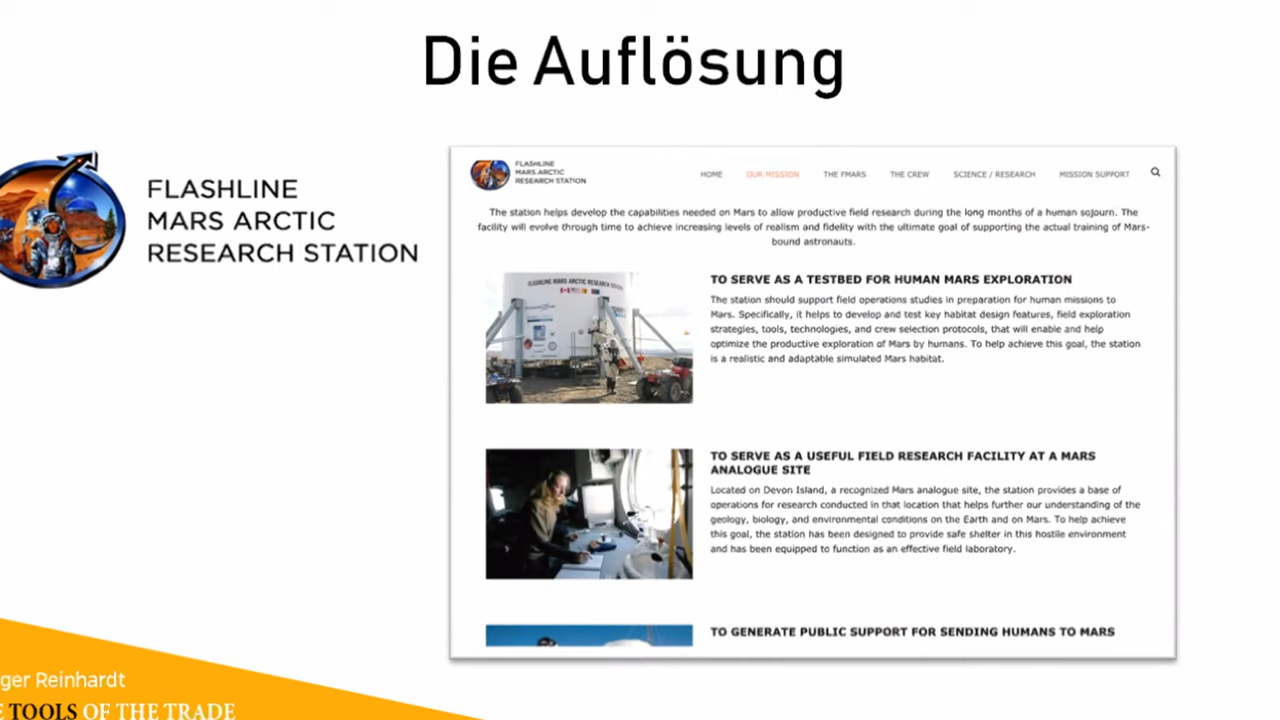 Die Auflösung
FLASHLINE
MARS ARCTIC
RESEARCH STATION
FLASHLINE
MARS ARCTIC
RESEARCH STATION
HOME OUR MISSION THE FMARS THE CREW SCIENCE / RESEARCH MISSION SUPPORT
The station helps develop the capabilities needed on Mars to allow productive field research during the long months of a human sojourn. The
facility will evolve through time to achieve increasing levels of realism and fidelity with the ultimate goal of supporting the actual training of Mars-
bound astronauts.
FLASHLINE MARS ARCTIC RESEARCH STATION
TO SERVE AS A TESTBED FOR HUMAN MARS EXPLORATION
The station should support field operations studies in preparation for human missions to
Mars. Specifically, it helps to develop and test key habitat design features, field exploration
strategies, tools, technologies, and crew selection protocols, that will enable and help
optimize the productive exploration of Mars by humans. To help achieve this goal, the station
is a realistic and adaptable simulated Mars habitat.
TO SERVE AS A USEFUL FIELD RESEARCH FACILITY AT A MARS
ANALOGUE SITE
Located on Devon Island, a recognized Mars analogue site, the station provides a base of
operations for research conducted in that location that helps further our understanding of the
geology, biology, and environmental conditions on the Earth and on Mars. To help achieve
this goal, the station has been designed to provide safe shelter in this hostile environment
and has been equipped to function as an effective field laboratory.
TO GENERATE PUBLIC SUPPORT FOR SENDING HUMANS TO MARS
ger Reinhardt
E TOOLS OF THE TRADE